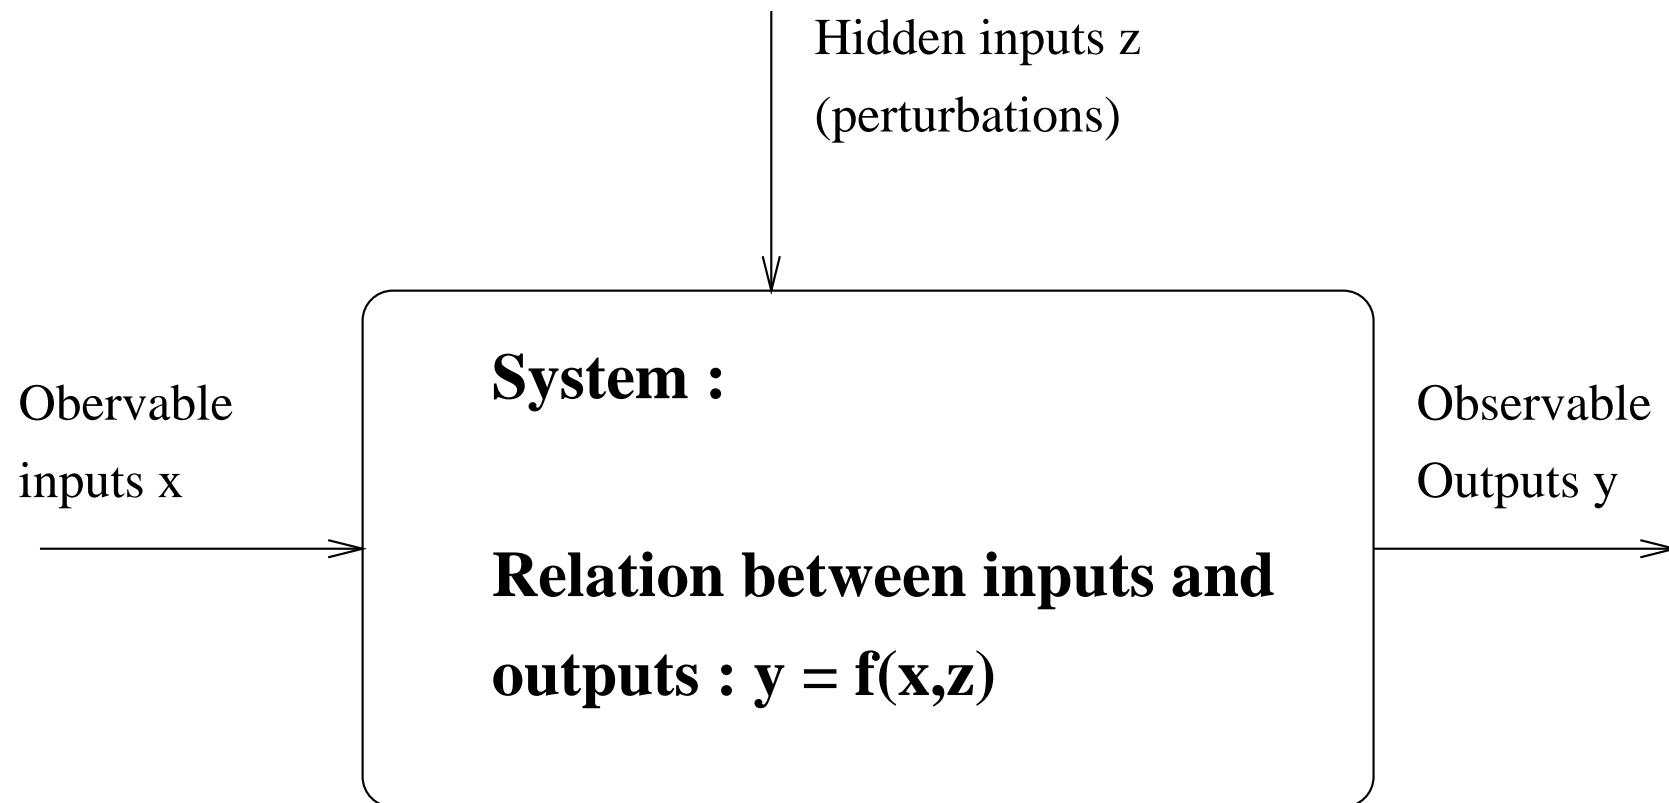 Hidden inputs z
(perturbations)
System :
Obervable
inputs x
Observable
Outputs y
Relation between inputs and
outputs : y = f(x,z)